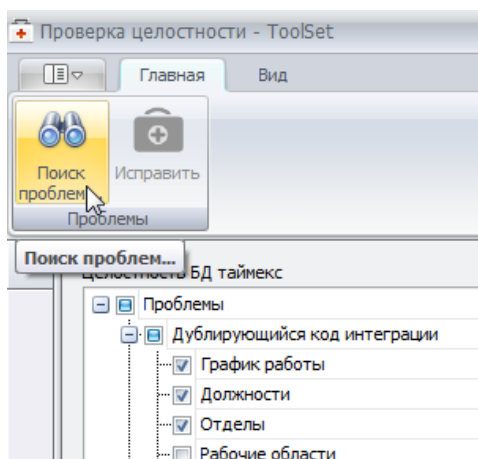 Проверка целостности - ToolSet
Главная
Вид
Поиск проблем...
Исправить
Проблемы
Поиск проблем...
Целостность БД таймекс
Проблемы
Дублирующийся код интеграции
График работы
Должности
Отделы
Рабочие области